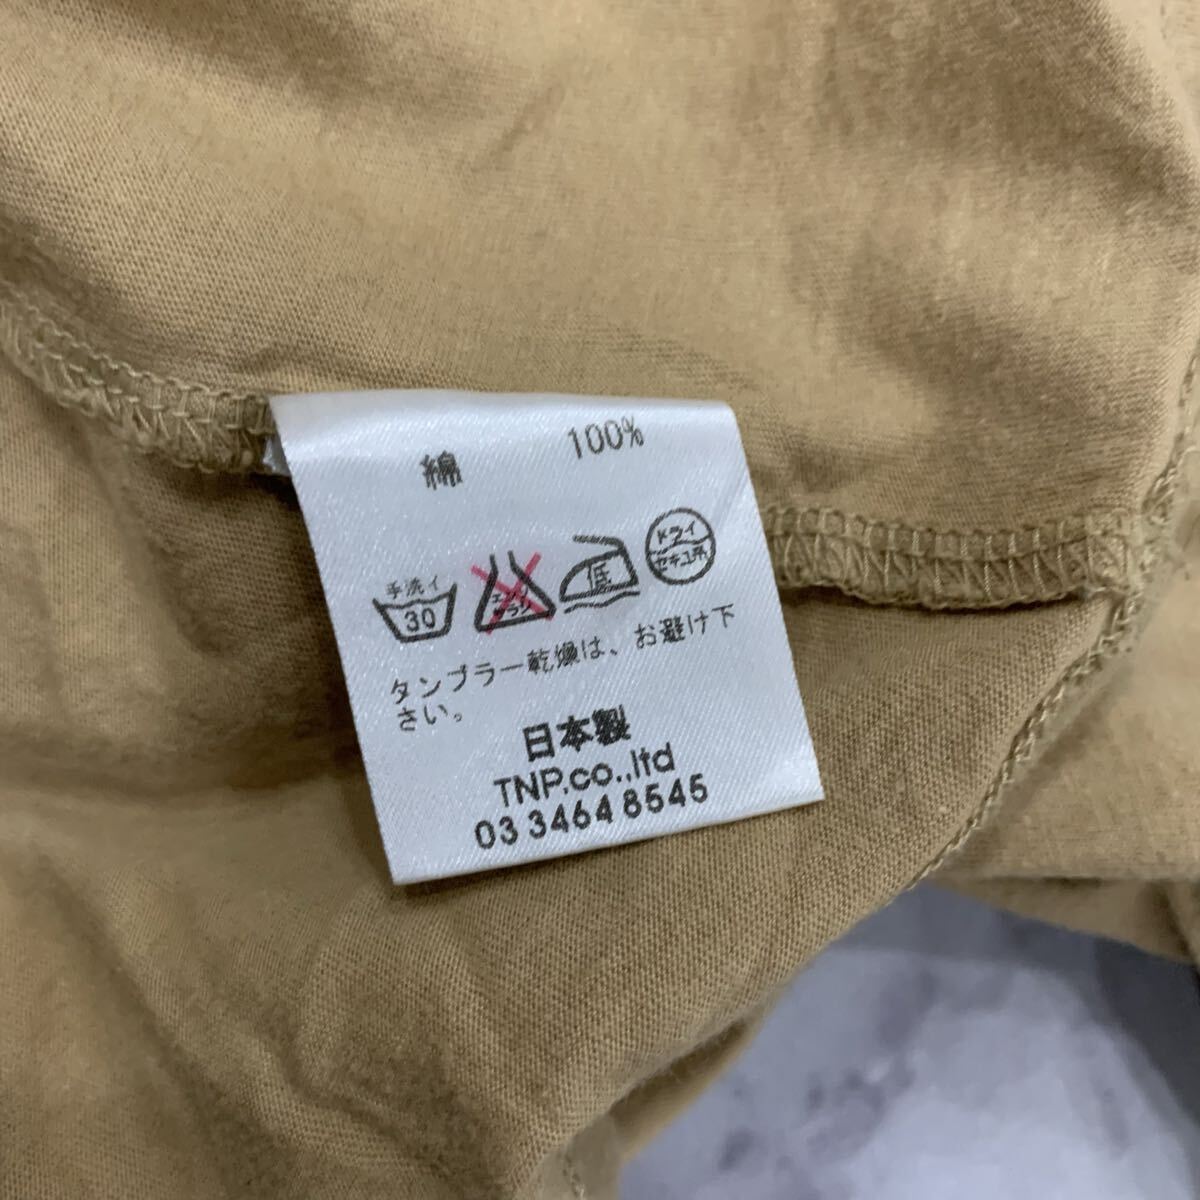 綿 100%
手洗イ
30
エンソ
サラシ
低
ドライ
セキユ系
タンブラー乾燥は、お避け下
さい。
日本製
TNP.co.,ltd
03 3464 8545